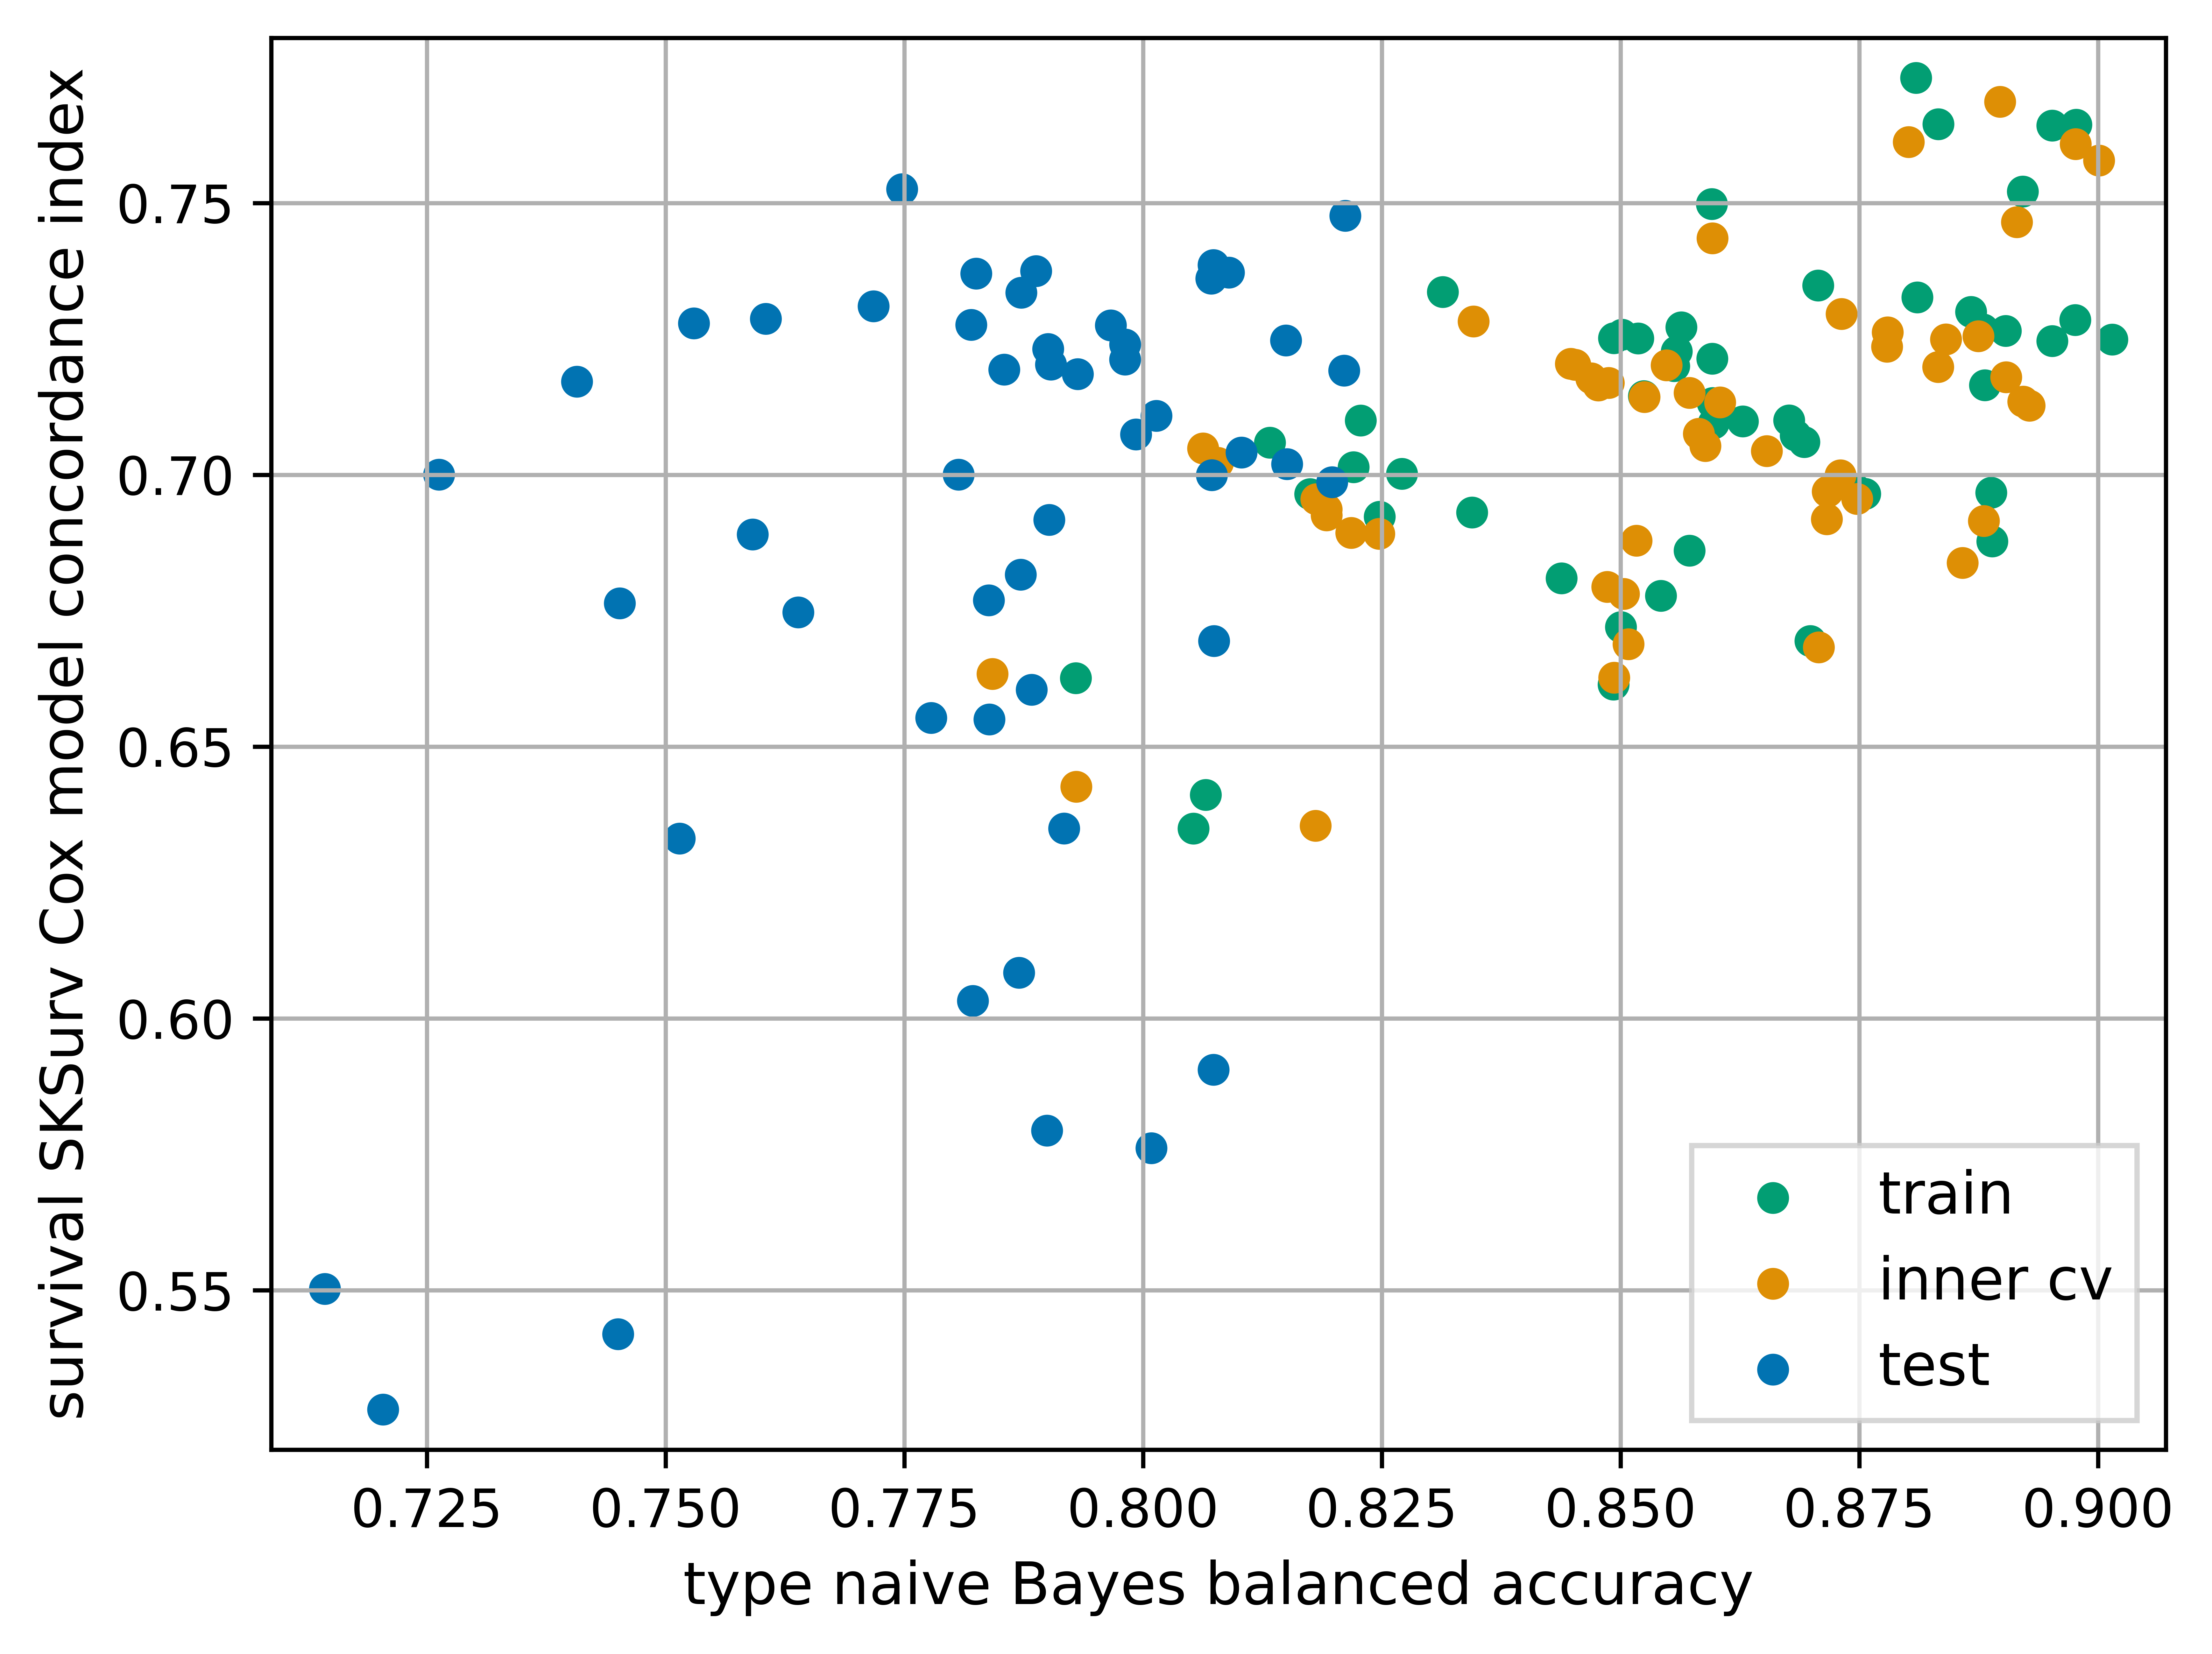 survival SKSurv Cox model concordance index
0.75
0.70
0.65
0.60
0.55
0.725 0.750 0.775 0.800 0.825 0.850 0.875 0.900
type naive Bayes balanced accuracy
train
inner cv
test